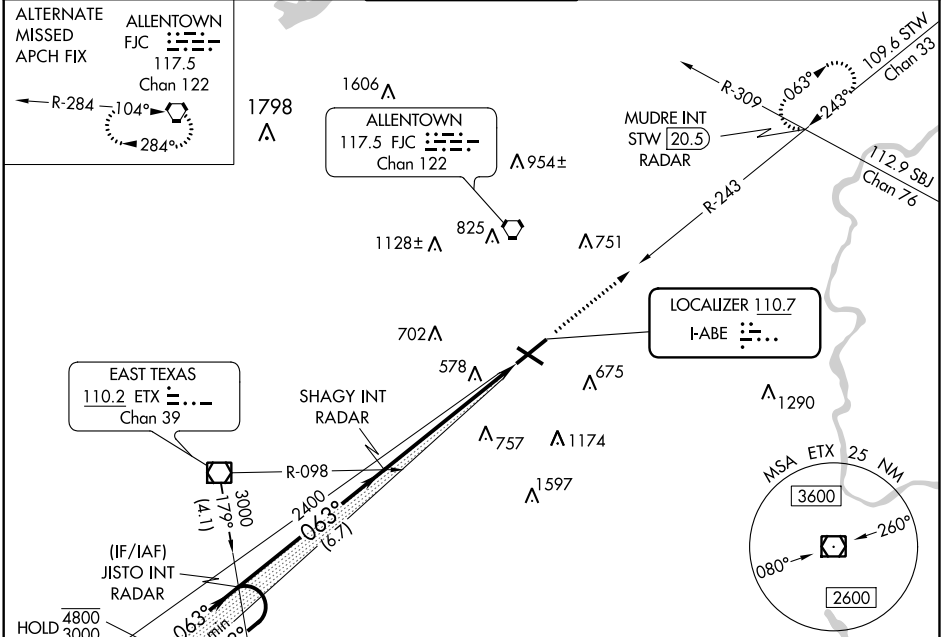 ALTERNATE
MISSED
APCH FIX
ALLENTOWN
FJC
117.5
Chan 122
R-284
104°
284°
1798
1606
ALLENTOWN
117.5 FJC
Chan 122
954±
MUDRE INT
STW 20.5
RADAR
R-309
063°
243°
109.6 STW
Chan 33
112.9 SBJ
Chan 76
R-243
825
1128±
751
LOCALIZER 110.7
I-ABE
702
578
675
1290
EAST TEXAS
110.2 ETX
Chan 39
SHAGY INT
RADAR
757
1174
R-098
1597
3000
179°
(4.1)
2400
063°
(6.7)
(IF/IAF)
JISTO INT
RADAR
HOLD 4800
3000
063°
min
MSA ETX 25 NM
3600
260°
080°
2600